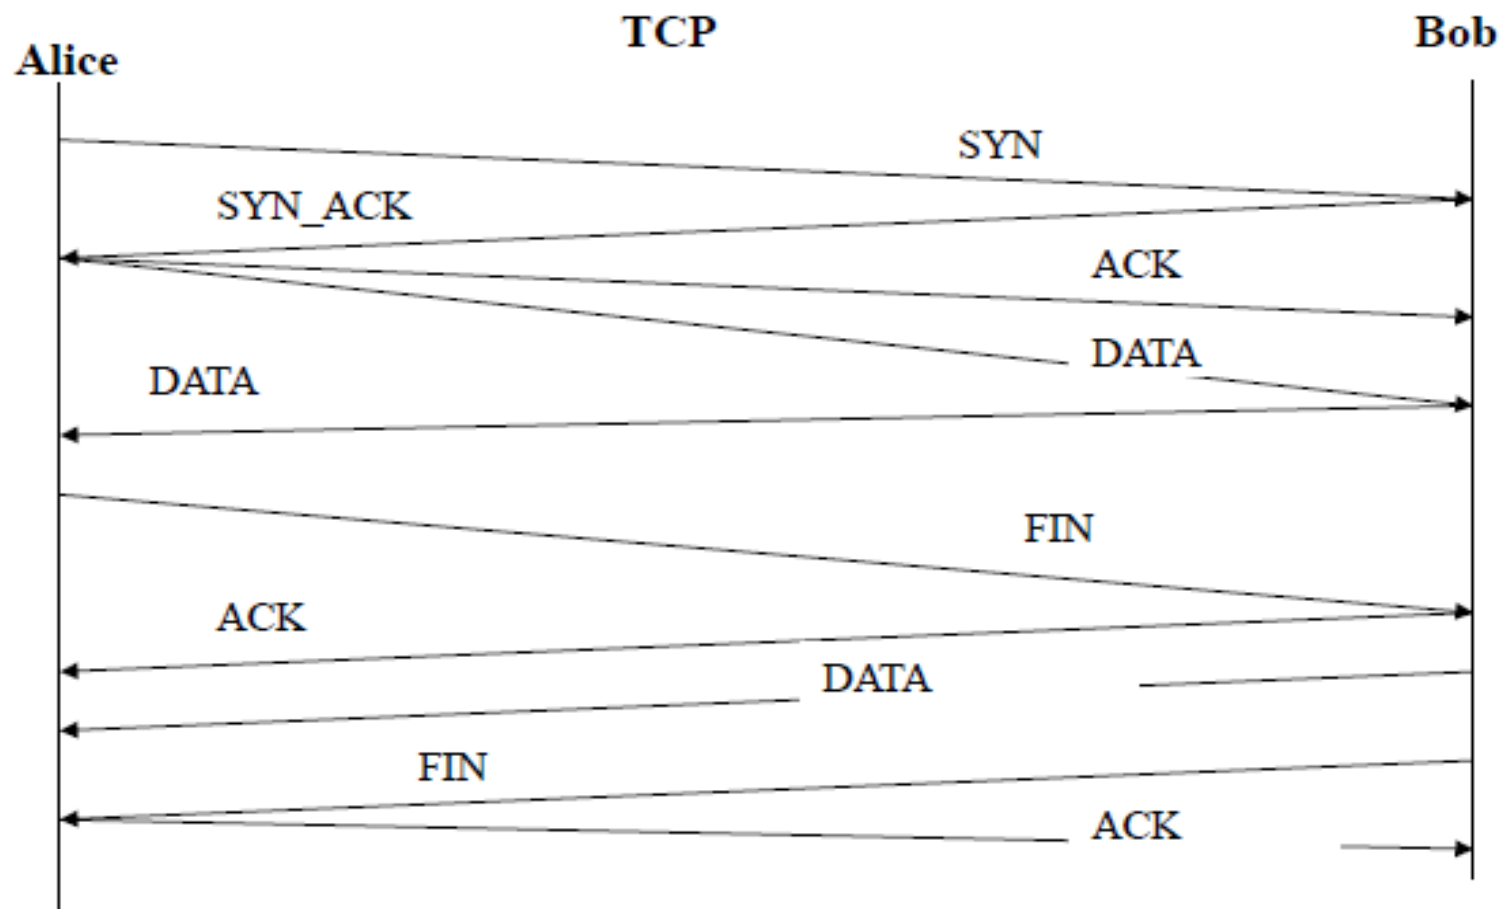 TCP
Alice
Bob
SYN
SYN_ACK
ACK
DATA
DATA
FIN
ACK
DATA
FIN
ACK